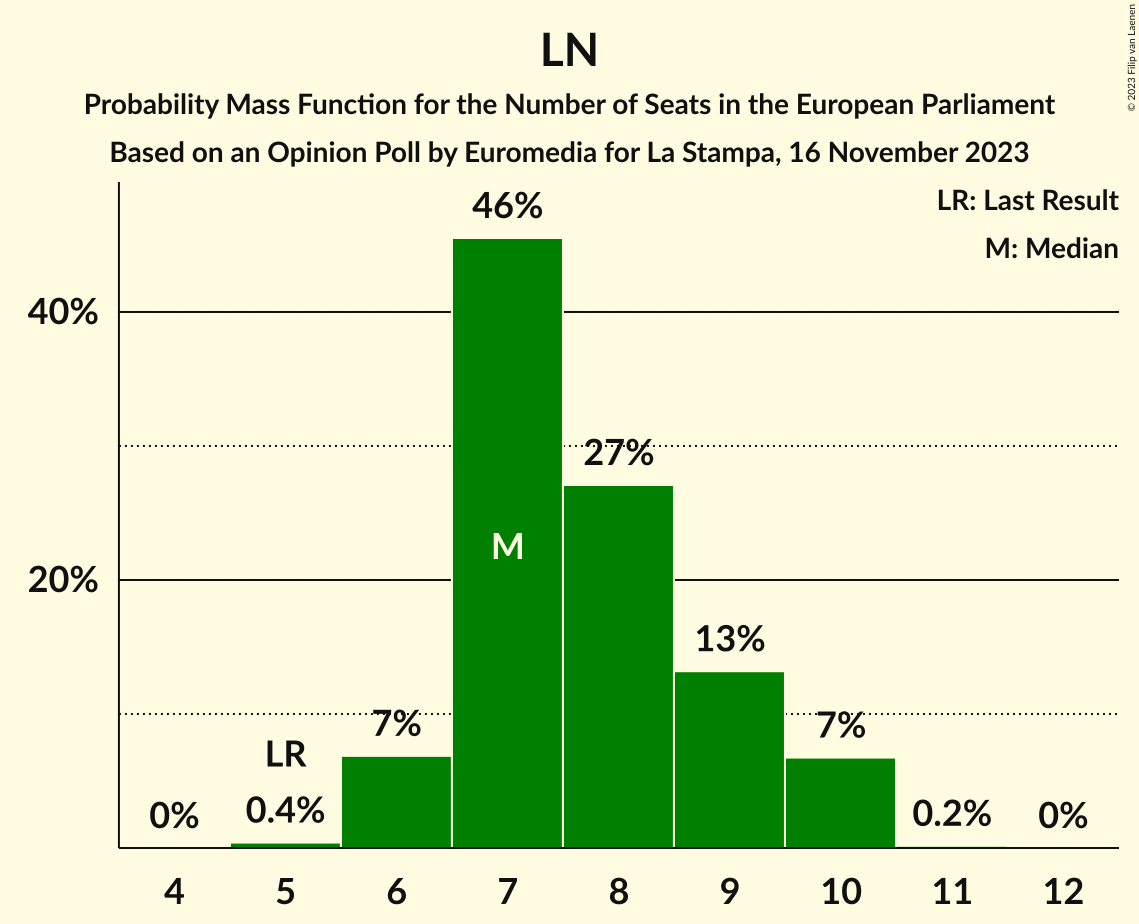 LN
Probability Mass Function for the Number of Seats in the European Parliament
Based on an Opinion Poll by Euromedia for La Stampa, 16 November 2023
© 2023 Filip van Laenen
LR: Last Result
M: Median
46%
40%
27%
M
20%
13%
7%
7%
LR
0%
0.4%
0.2%
0%
4 5 6 7 8 9 10 11 12